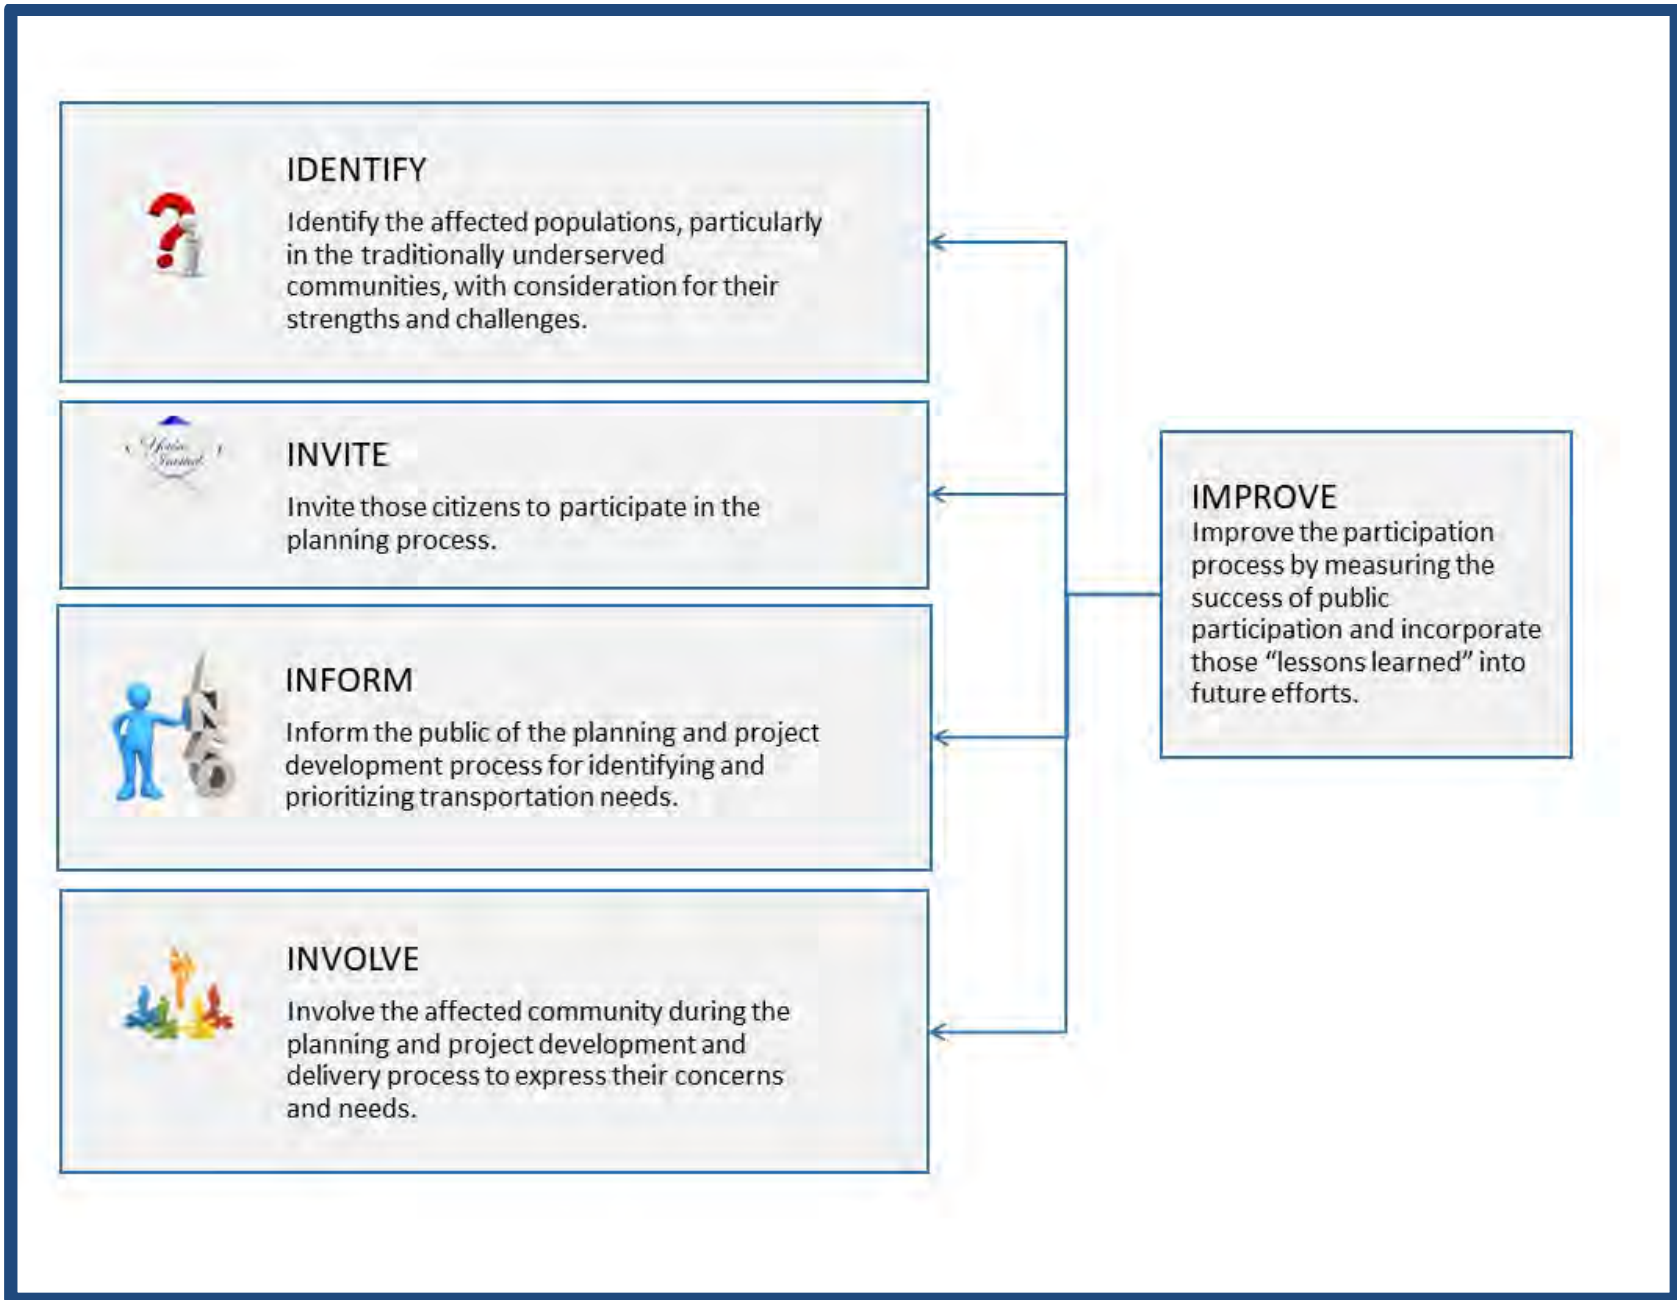 IDENTIFY
Identify the affected populations, particularly
in the traditionally underserved
communities, with consideration for their
strengths and challenges.
You're
Invited
INVITE
Invite those citizens to participate in the
planning process.
INFORM
Inform the public of the planning and project
development process for identifying and
prioritizing transportation needs.
INVOLVE
Involve the affected community during the
planning and project development and
delivery process to express their concerns
and needs.
IMPROVE
Improve the participation
process by measuring the
success of public
participation and incorporate
those “lessons learned” into
future efforts.